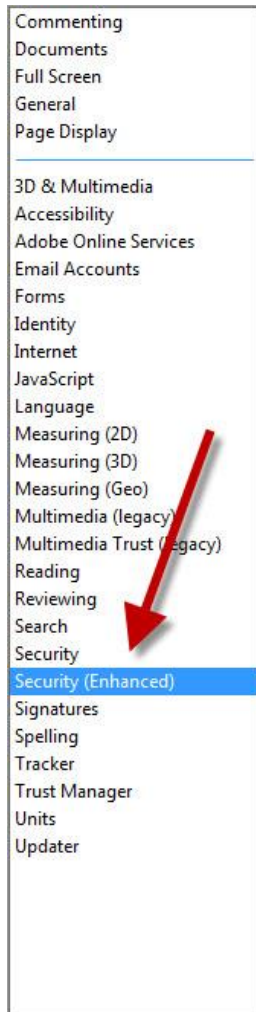 Commenting
Documents
Full Screen
General
Page Display
3D & Multimedia
Accessibility
Adobe Online Services
Email Accounts
Forms
Identity
Internet
JavaScript
Language
Measuring (2D)
Measuring (3D)
Measuring (Geo)
Multimedia (legacy)
Multimedia Trust (legacy)
Reading
Reviewing
Search
Security
Security (Enhanced)
Signatures
Spelling
Tracker
Trust Manager
Units
Updater